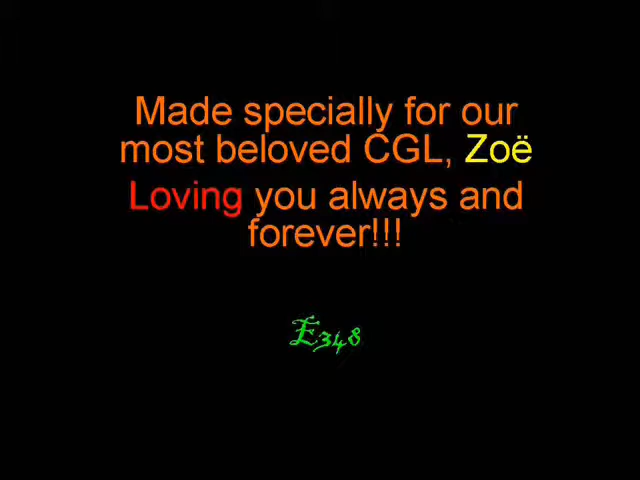 Made specially for our
most beloved CGL, Zoë
Loving you always and
forever!!!
E348